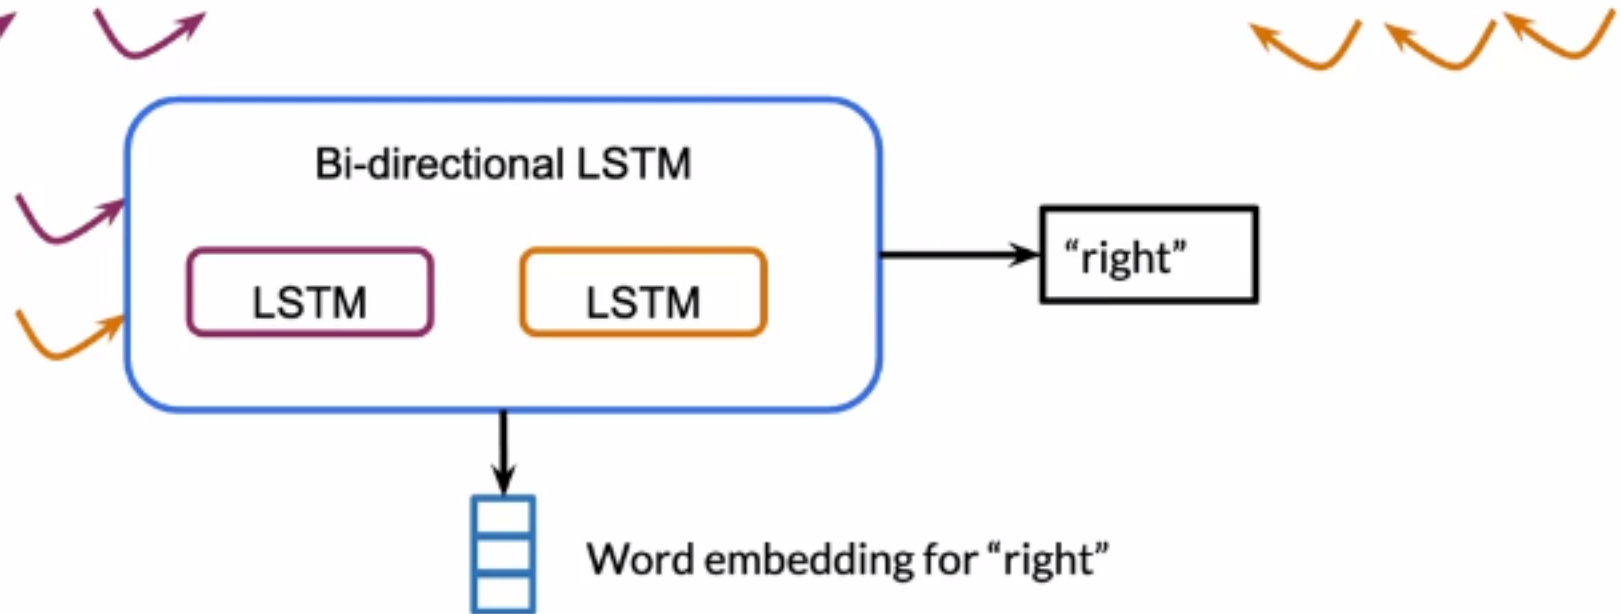 Bi-directional LSTM
LSTM
LSTM
“right”
Word embedding for “right”